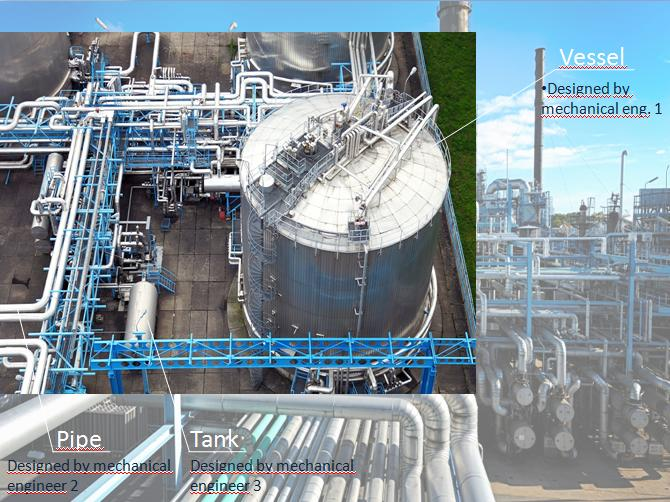 Vessel
•Designed by
mechanical eng. 1
Pipe
Designed by mechanical
engineer 2
Tank
Designed by mechanical
engineer 3